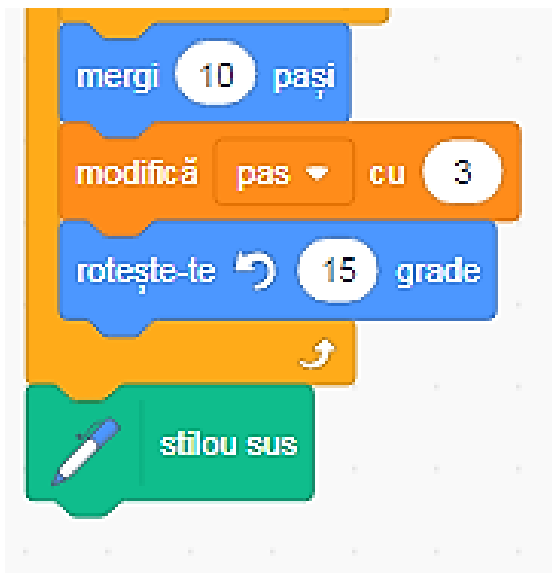 mergi 10 pași
modifică pas cu 3
rotește-te 15 grade
stilou sus